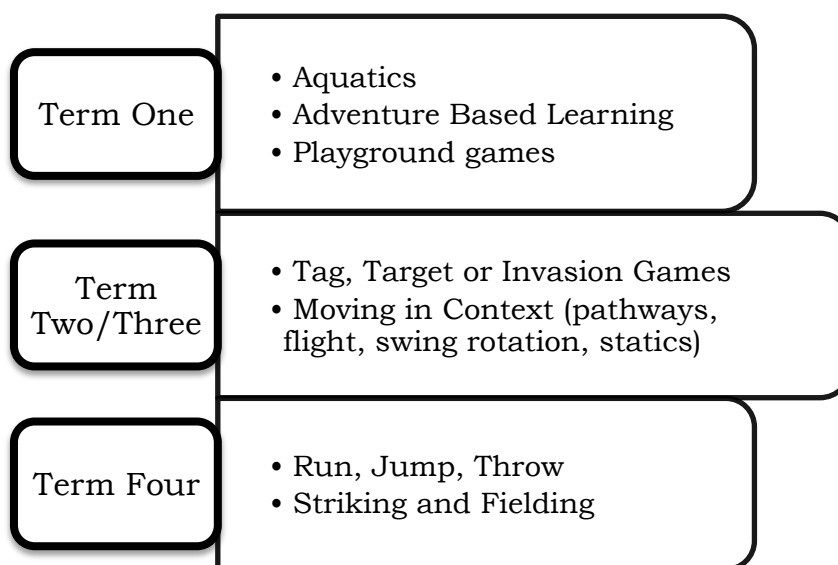 Term One
• Aquatics
• Adventure Based Learning
• Playground games
Term
Two/Three
• Tag, Target or Invasion Games
• Moving in Context (pathways,
flight, swing rotation, statics)
Term Four
• Run, Jump, Throw
• Striking and Fielding